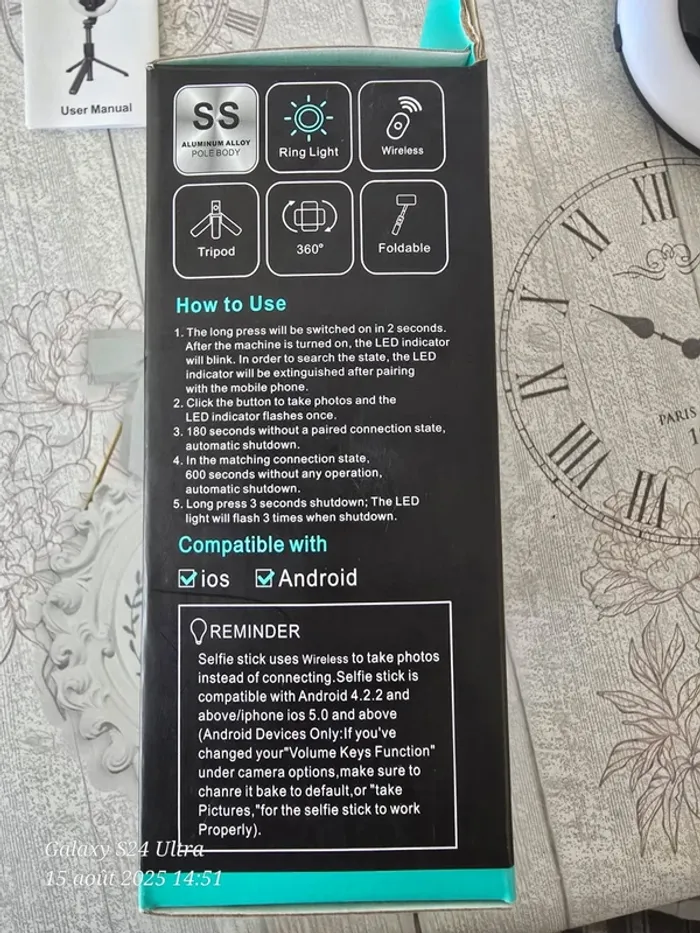 User Manual
SS
ALUMINUM ALLOY
POLE BODY
Ring Light
Wireless
Tripod
360°
Foldable
How to Use
1. The long press will be switched on in 2 seconds.
After the machine is turned on, the LED indicator
will blink. In order to search the state, the LED
indicator will be extinguished after pairing
with the mobile phone.
2. Click the button to take photos and the
LED indicator flashes once.
3. 180 seconds without a paired connection state,
automatic shutdown.
4. In the matching connection state,
600 seconds without any operation,
automatic shutdown.
5. Long press 3 seconds shutdown; The LED
light will flash 3 times when shutdown.
Compatible with
ios Android
REMINDER
Selfie stick uses Wireless to take photos
instead of connecting.Selfie stick is
compatible with Android 4.2.2 and
above/iphone ios 5.0 and above
(Android Devices Only:If you've
changed your"Volume Keys Function"
under camera options,make sure to
chanre it bake to default,or "take
Pictures,"for the selfie stick to work
Properly).
XII
XI
X
IX
VIII
VII
PARIS
Galaxy S24 Ultra
15 août 2025 14:51